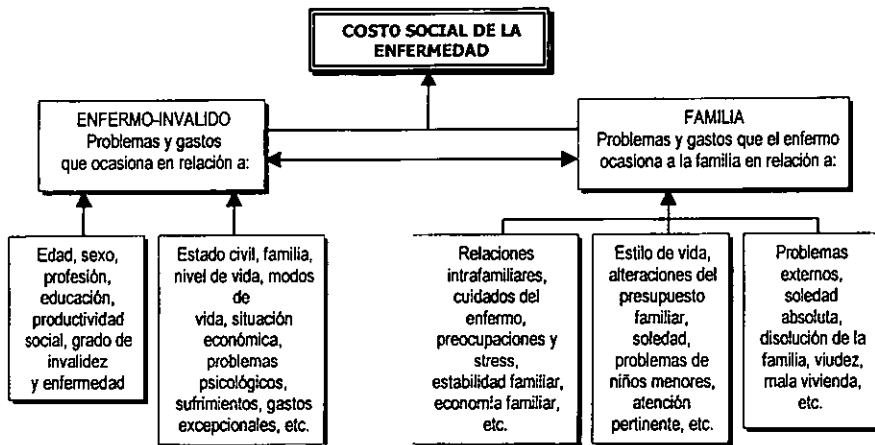 COSTO SOCIAL DE LA
ENFERMEDAD
ENFERMO-INVALIDO
Problemas y gastos
que ocasiona en relación a:
FAMILIA
Problemas y gastos que el enfermo
ocasiona a la familia en relación a:
Edad, sexo,
profesión,
educación,
productividad
social, grado de
invalidez
y enfermedad
Estado civil, familia,
nivel de vida, modos
de
vida, situación
económica,
problemas
psicológicos,
sufrimientos, gastos
excepcionales, etc.
Relaciones
intrafamiliares,
cuidados del
enfermo,
preocupaciones y
stress,
estabilidad familiar,
economía familiar,
etc.
Estilo de vida,
alteraciones del
presupuesto
familiar,
soledad,
problemas de
niños menores,
atención
pertinente, etc.
Problemas
externos,
soledad
absoluta,
disolución de la
familia, viudez,
mala vivienda,
etc.